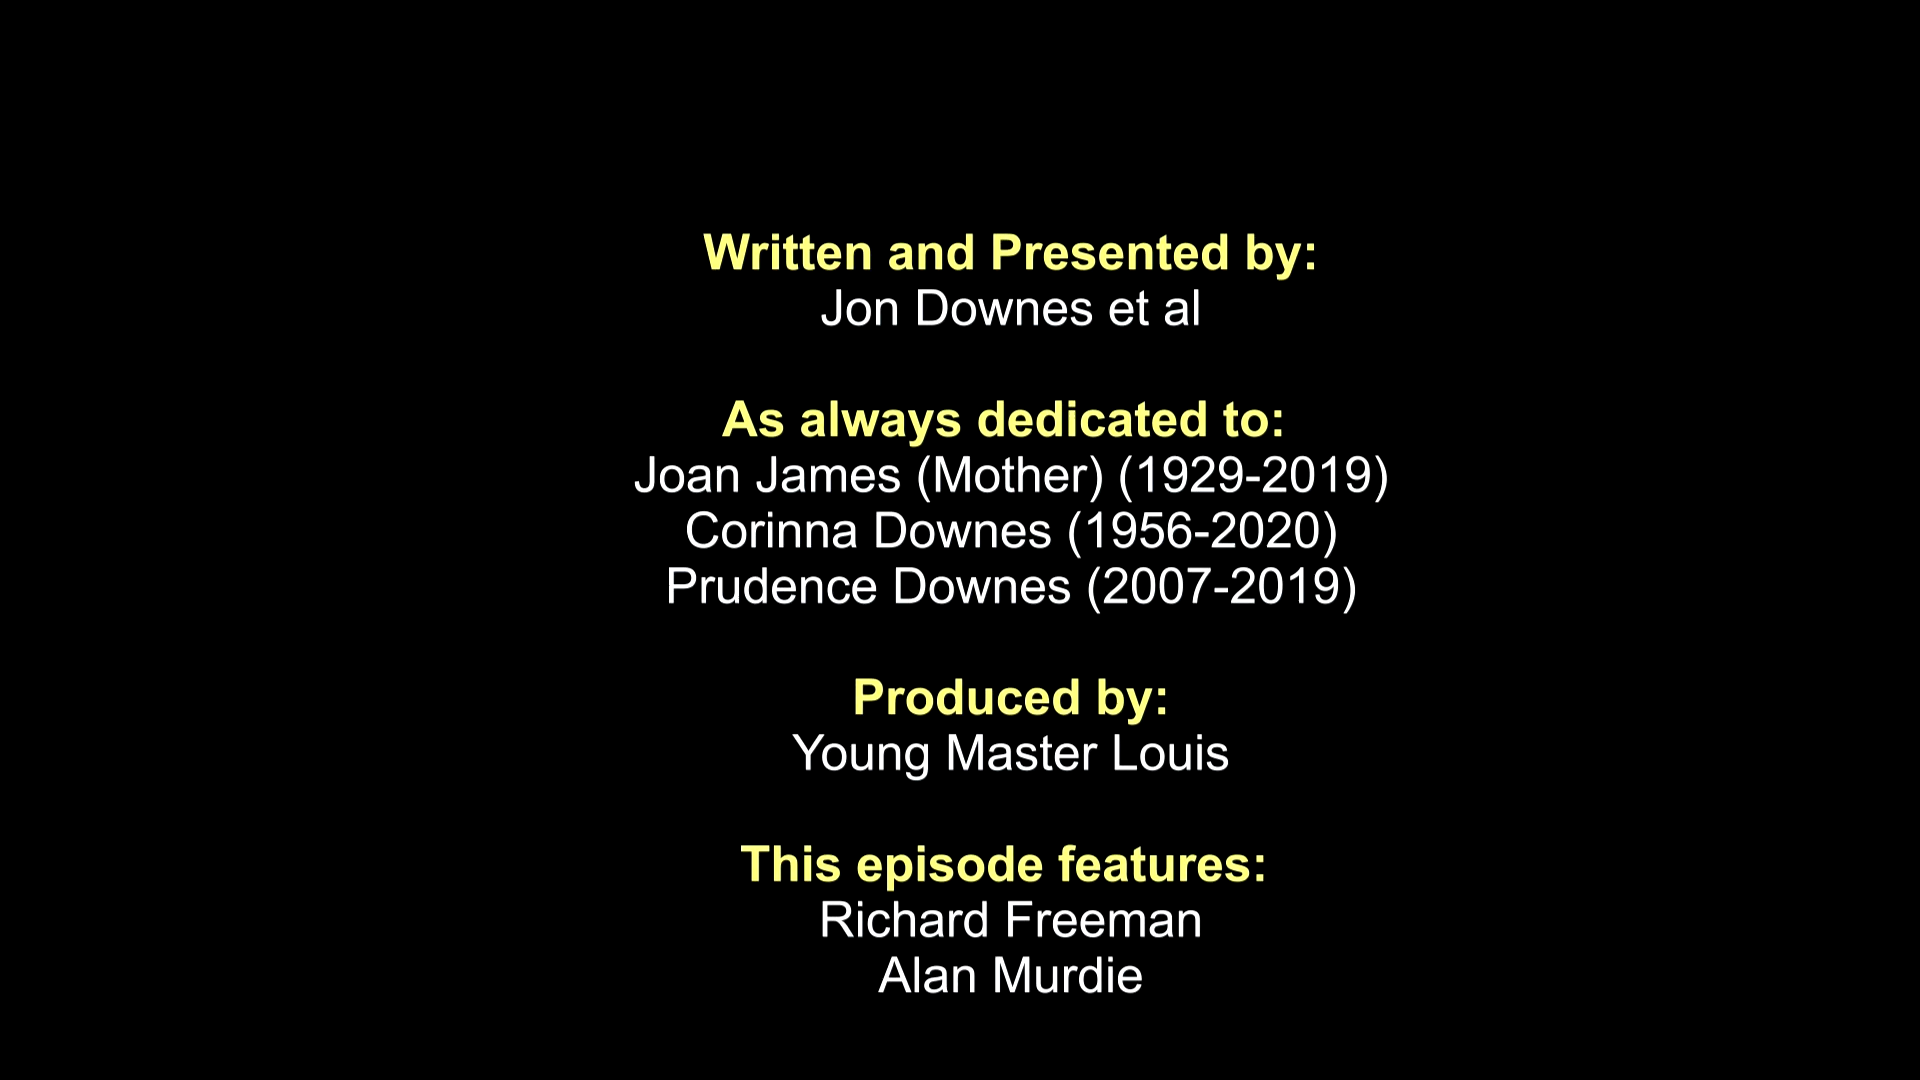 Written and Presented by:
Jon Downes et al
As always dedicated to:
Joan James (Mother) (1929-2019)
Corinna Downes (1956-2020)
Prudence Downes (2007-2019)
Produced by:
Young Master Louis
This episode features:
Richard Freeman
Alan Murdie